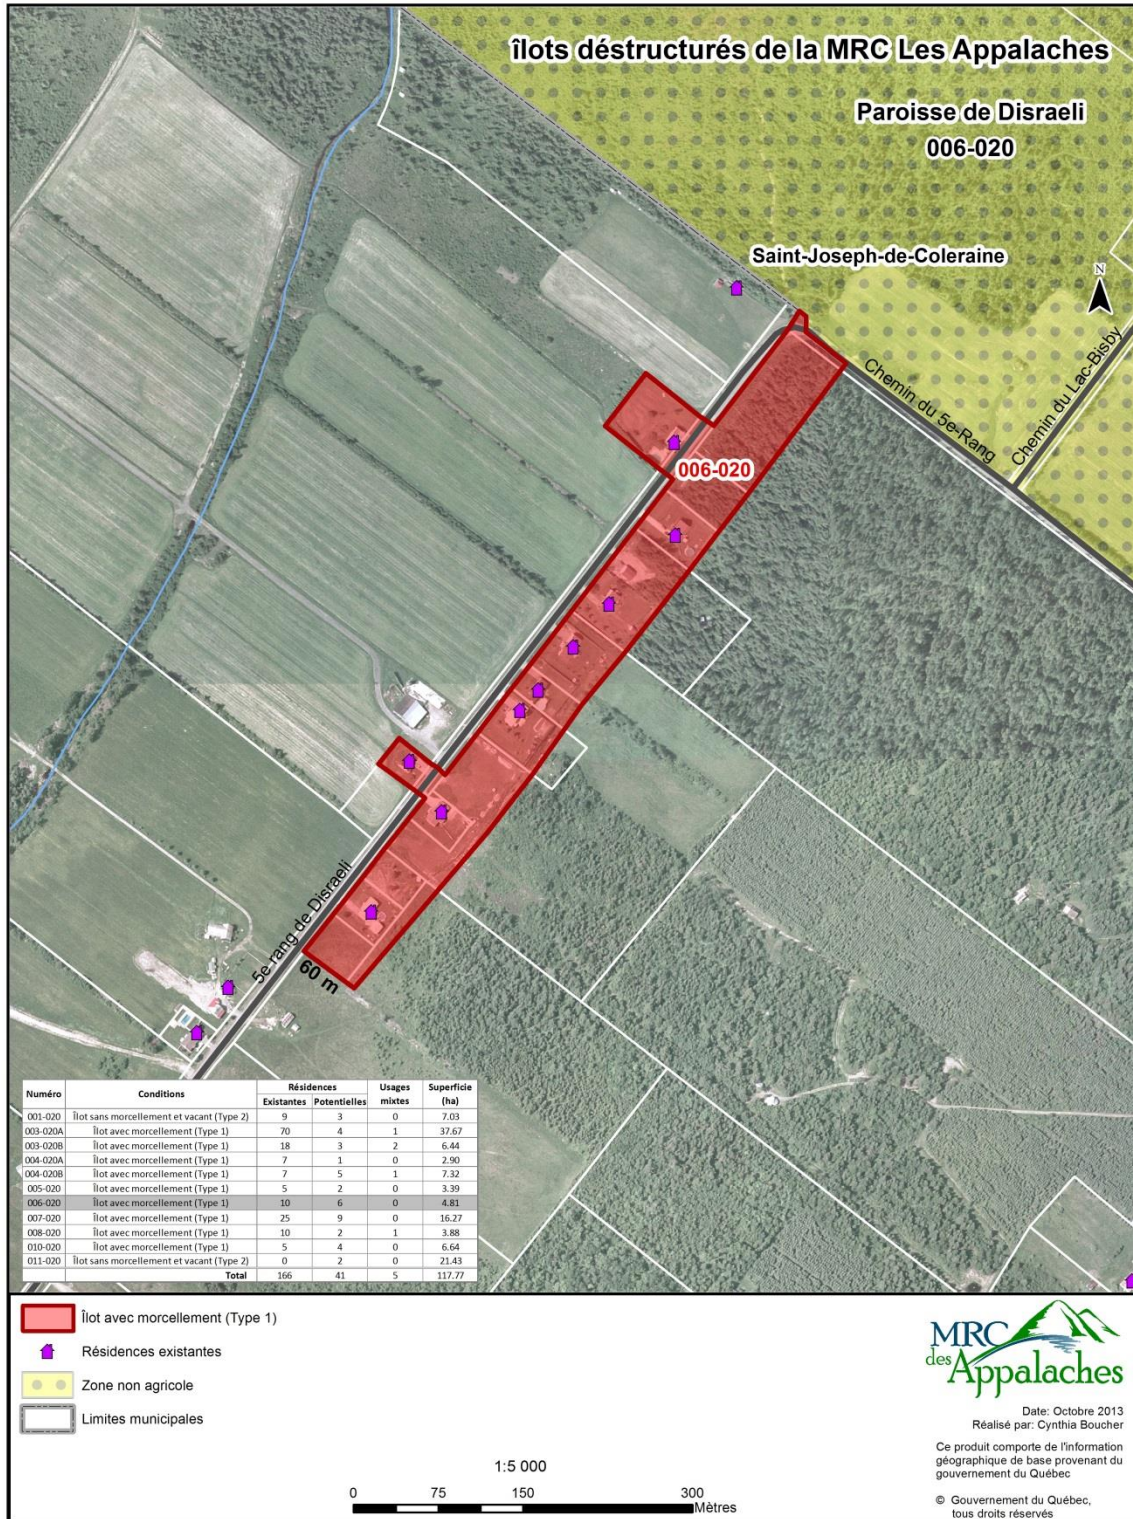 îlots déstructurés de la MRC Les Appalaches
Paroisse de Disraeli
006-020
Saint-Joseph-de-Coleraine
N
Chemin du 5e-Rang
Chemin du Lac-Bisby
006-020
5e rang de Disraeli
60 m
Numéro Conditions Résidences Usages mixtes Superficie (ha)
Existantes Potentielles
001-020 Îlot sans morcellement et vacant (Type 2) 9 3 0 7.03
003-020A Îlot avec morcellement (Type 1) 70 4 1 37.67
003-020B Îlot avec morcellement (Type 1) 18 3 2 6.44
004-020A Îlot avec morcellement (Type 1) 7 1 0 2.90
004-020B Îlot avec morcellement (Type 1) 7 5 1 7.32
005-020 Îlot avec morcellement (Type 1) 5 2 0 3.39
006-020 Îlot avec morcellement (Type 1) 10 6 0 4.81
007-020 Îlot avec morcellement (Type 1) 25 9 0 16.27
008-020 Îlot avec morcellement (Type 1) 10 2 1 3.88
010-020 Îlot avec morcellement (Type 1) 5 4 0 6.64
011-020 Îlot sans morcellement et vacant (Type 2) 0 2 0 21.43
Total 166 41 5 117.77
Îlot avec morcellement (Type 1)
Résidences existantes
Zone non agricole
Limites municipales
1:5 000
0 75 150 300
Mètres
MRC
des Appalaches
Date: Octobre 2013
Réalisé par: Cynthia Boucher
Ce produit comporte de l'information
géographique de base provenant du
gouvernement du Québec
© Gouvernement du Québec,
tous droits réservés